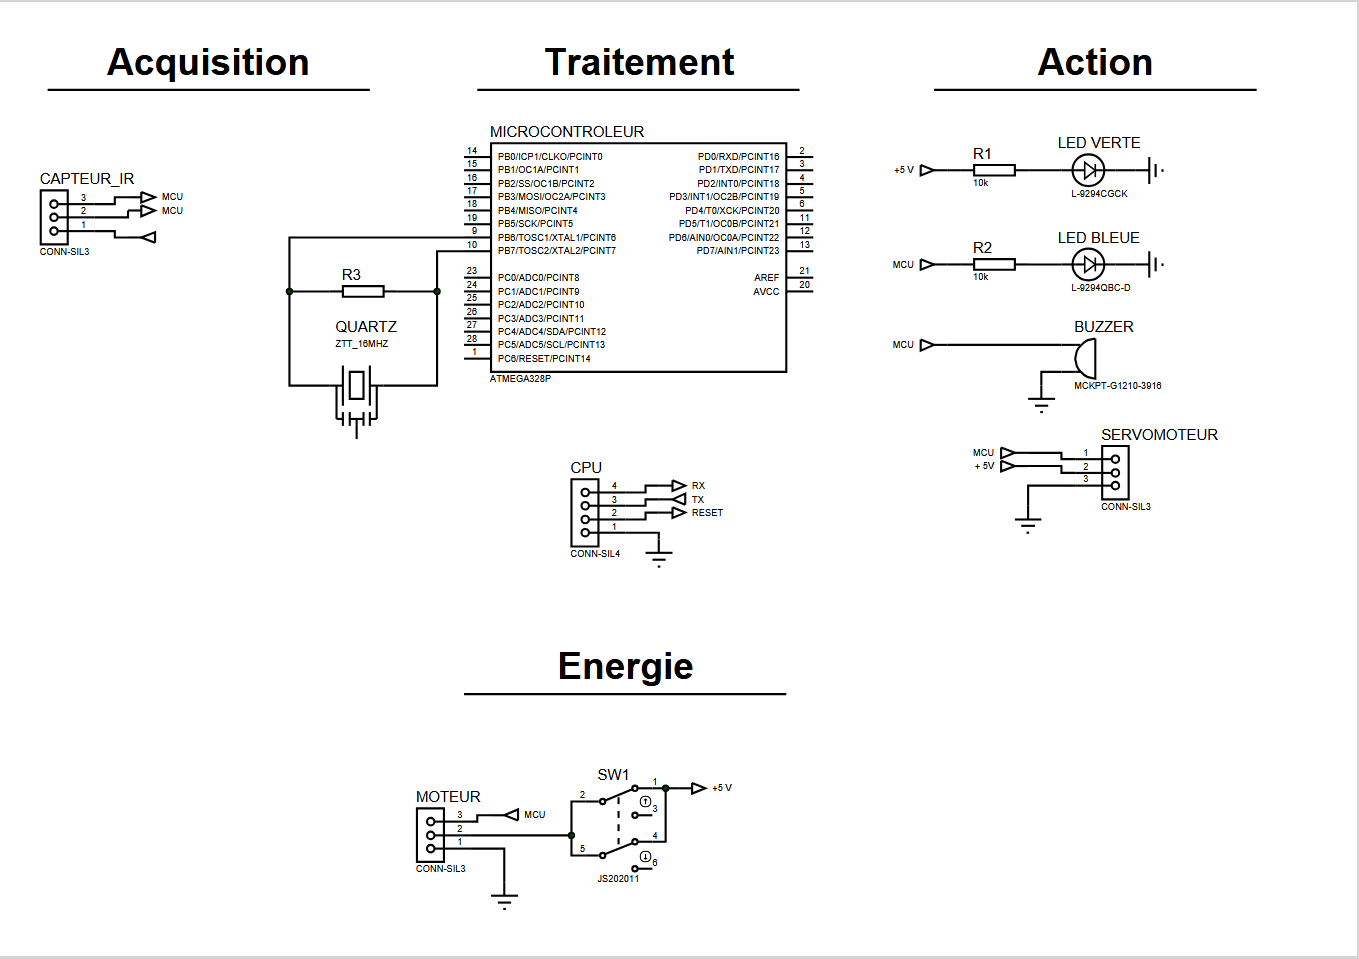 Acquisition
Traitement
Action
CAPTEUR_IR
3 MCU
2 MCU
1
CONN-SIL3
MICROCONTROLEUR
14 PB0/ICP1/CLKO/PCINT0 PD0/RXD/PCINT16 2
15 PB1/OC1A/PCINT1 PD1/TXD/PCINT17 3
16 PB2/SS/OC1B/PCINT2 PD2/INT0/PCINT18 4
17 PB3/MOSI/OC2A/PCINT3 PD3/INT1/OC2B/PCINT19 5
18 PB4/MISO/PCINT4 PD4/T0/XCK/PCINT20 6
19 PB5/SCK/PCINT5 PD5/T1/OC0B/PCINT21 11
9 PB6/TOSC1/XTAL1/PCINT6 PD6/AIN0/OC0A/PCINT22 12
10 PB7/TOSC2/XTAL2/PCINT7 PD7/AIN1/PCINT23 13
23 PC0/ADC0/PCINT8 AREF 21
24 PC1/ADC1/PCINT9 AVCC 20
25 PC2/ADC2/PCINT10
26 PC3/ADC3/PCINT11
27 PC4/ADC4/SDA/PCINT12
28 PC5/ADC5/SCL/PCINT13
1 PC6/RESET/PCINT14
ATMEGA328P
R3
QUARTZ
ZTT_16MHZ
LED VERTE
R1
+5 V
10k
L-9294CGCK
LED BLEUE
R2
MCU
10k
L-9294QBC-D
BUZZER
MCU
MCKPT-G1210-3916
SERVOMOTEUR
MCU 1
+ 5V 2
3
CONN-SIL3
CPU
4 RX
3 TX
2 RESET
1
CONN-SIL4
Energie
MOTEUR
3 MCU
2
1
CONN-SIL3
SW1
1 +5 V
2
3
4
5
6
JS202011